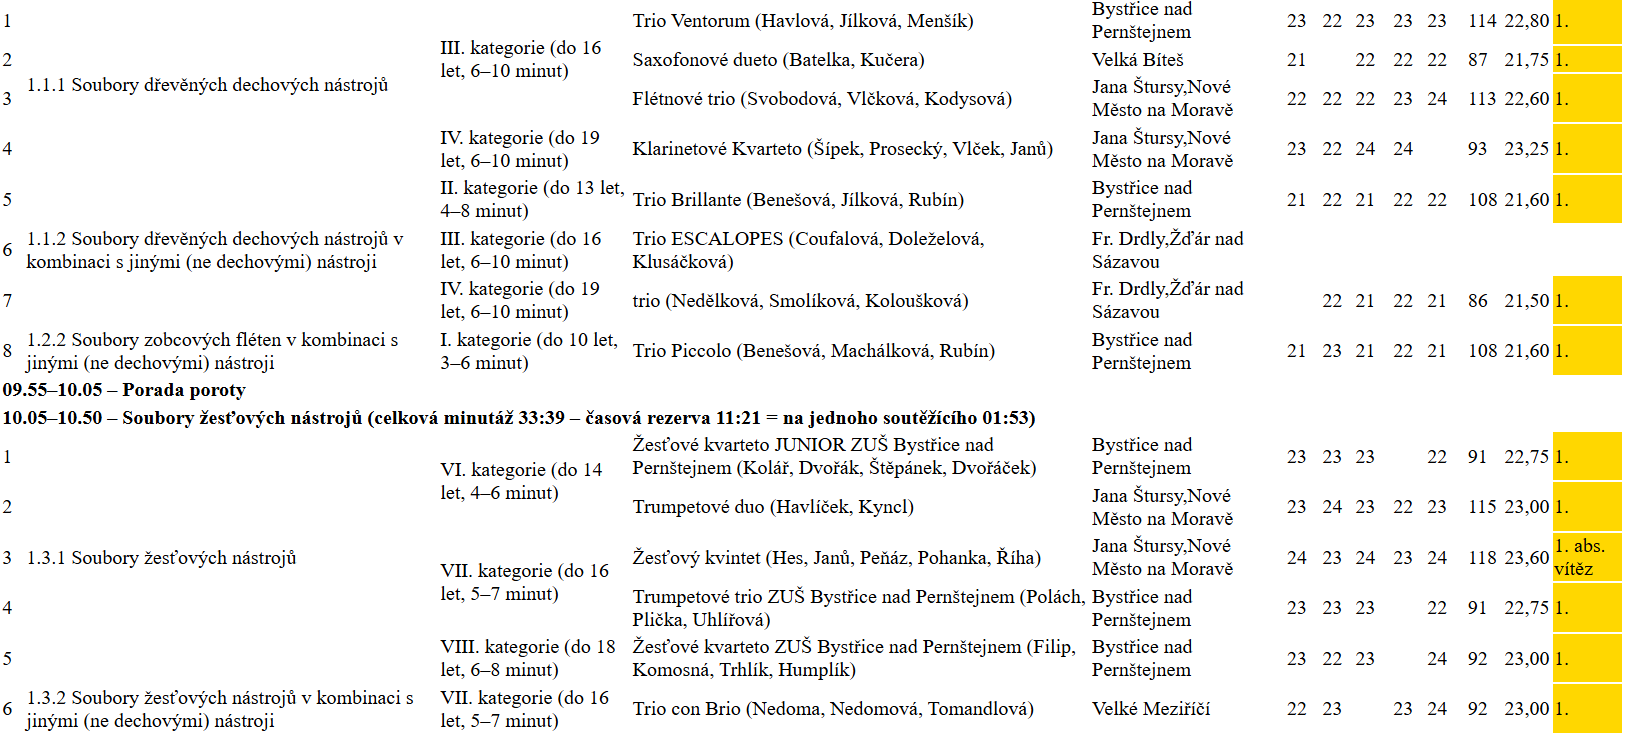 1 Trio Ventorum (Havlová, Jílková, Menšík) Bystřice nad Pernštejnem 23 22 23 23 23 114 22,80 1.
III. kategorie (do 16 let, 6–10 minut)
2 Saxofonové dueto (Batelka, Kučera) Velká Bíteš 21 22 22 22 87 21,75 1.
1.1.1 Soubory dřevěných dechových nástrojů
3 Flétnové trio (Svobodová, Vlčková, Kodysová) Jana Štursy,Nové Město na Moravě 22 22 22 23 24 113 22,60 1.
4 IV. kategorie (do 19 let, 6–10 minut) Klarinetové Kvarteto (Šípek, Prosecký, Vlček, Janů) Jana Štursy,Nové Město na Moravě 23 22 24 24 93 23,25 1.
5 II. kategorie (do 13 let, 4–8 minut) Trio Brillante (Benešová, Jílková, Rubín) Bystřice nad Pernštejnem 21 22 21 22 22 108 21,60 1.
6 1.1.2 Soubory dřevěných dechových nástrojů v kombinaci s jinými (ne dechovými) nástroji III. kategorie (do 16 let, 6–10 minut) Trio ESCALOPES (Coufalová, Doleželová, Klusáčková) Fr. Drdly,Žďár nad Sázavou
7 IV. kategorie (do 19 let, 6–10 minut) trio (Nedělková, Smolíková, Koloušková) Fr. Drdly,Žďár nad Sázavou 22 21 22 21 86 21,50 1.
8 1.2.2 Soubory zobcových fléten v kombinaci s jinými (ne dechovými) nástroji I. kategorie (do 10 let, 3–6 minut) Trio Piccolo (Benešová, Machálková, Rubín) Bystřice nad Pernštejnem 21 23 21 22 21 108 21,60 1.
09.55–10.05 – Porada poroty
10.05–10.50 – Soubory žesťových nástrojů (celková minutáž 33:39 – časová rezerva 11:21 = na jednoho soutěžícího 01:53)
1 Žesťové kvarteto JUNIOR ZUŠ Bystřice nad Pernštejnem (Kolář, Dvořák, Štěpánek, Dvořáček) Bystřice nad Pernštejnem 23 23 23 22 91 22,75 1.
VI. kategorie (do 14 let, 4–6 minut)
2 Trumpetové duo (Havlíček, Kyncl) Jana Štursy,Nové Město na Moravě 23 24 23 22 23 115 23,00 1.
3 1.3.1 Soubory žesťových nástrojů Žesťový kvintet (Hes, Janů, Peňáz, Pohanka, Říha) Jana Štursy,Nové Město na Moravě 24 23 24 23 24 118 23,60 1. abs. vítěz
VII. kategorie (do 16 let, 5–7 minut)
4 Trumpetové trio ZUŠ Bystřice nad Pernštejnem (Polách, Plička, Uhlířová) Bystřice nad Pernštejnem 23 23 23 22 91 22,75 1.
5 VIII. kategorie (do 18 let, 6–8 minut) Žesťové kvarteto ZUŠ Bystřice nad Pernštejnem (Filip, Komosná, Trhlík, Humplík) Bystřice nad Pernštejnem 23 22 23 24 92 23,00 1.
6 1.3.2 Soubory žesťových nástrojů v kombinaci s jinými (ne dechovými) nástroji VII. kategorie (do 16 let, 5–7 minut) Trio con Brio (Nedoma, Nedomová, Tomandlová) Velké Meziříčí 22 23 23 24 92 23,00 1.